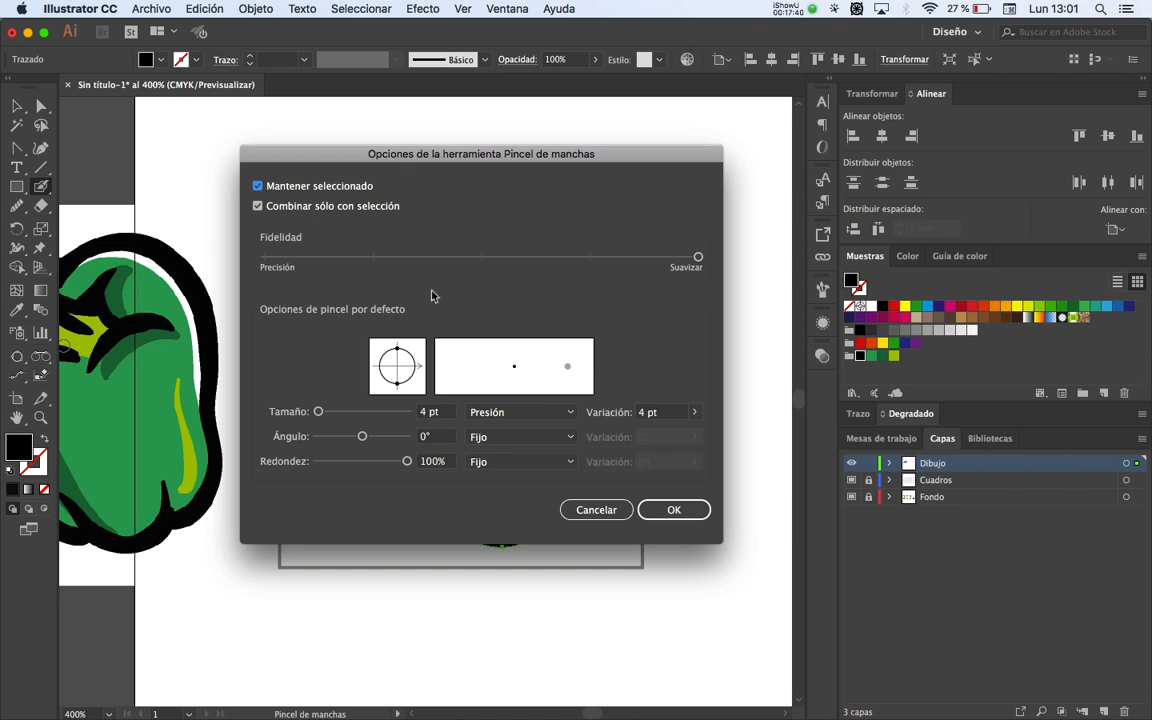 Illustrator CC Archivo Edición Objeto Texto Seleccionar Efecto Ver Ventana Ayuda iShowU 00:17:40 27 % Lun 13:01
Ai Br St Diseño Buscar en Adobe Stock
Trazado Trazo: Básico Opacidad: 100% Estilo: Transformar
× Sin título-1* al 400% (CMYK/Previsualizar)
Transformar Alinear
Alinear objetos:
Distribuir objetos:
Distribuir espaciado: Alinear con:
0 mm
Muestras Color Guía de color
Trazo Degradado
Mesas de trabajo Capas Bibliotecas
Dibujo
Cuadros
Fondo
3 capas
Opciones de la herramienta Pincel de manchas
Mantener seleccionado
Combinar sólo con selección
Fidelidad
Precisión Suavizar
Opciones de pincel por defecto
Tamaño: 4 pt Presión Variación: 4 pt
Ángulo: 0° Fijo Variación:
Redondez: 100% Fijo Variación:
Cancelar OK
400% 1 Pincel de manchas